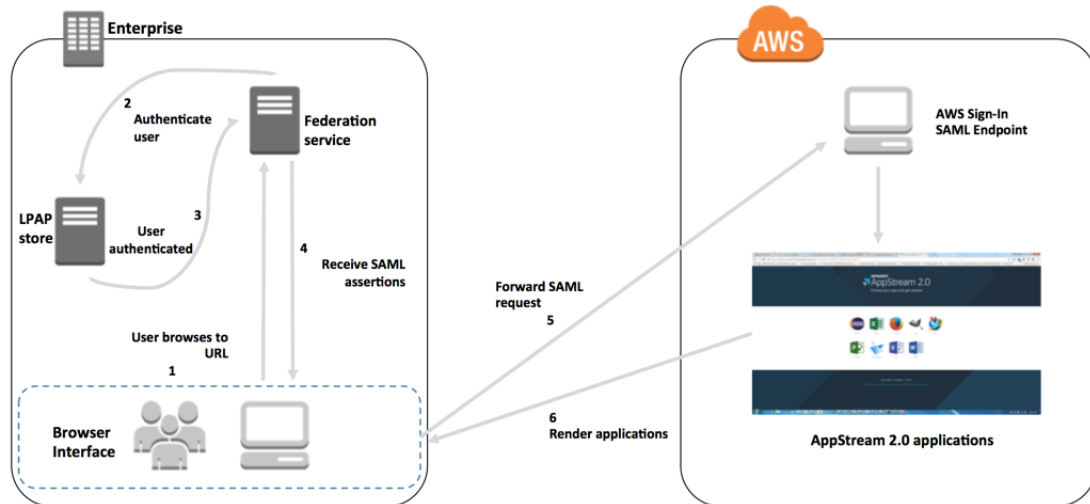 Enterprise
AWS
2
Authenticate
user
Federation
service
AWS Sign-In
SAML Endpoint
LPAP
store
3
User
authenticated
4
Receive SAML
assertions
AppStream 2.0
Forward SAML
request
5
User browses to
URL
1
6
Render applications
Browser
Interface
AppStream 2.0 applications